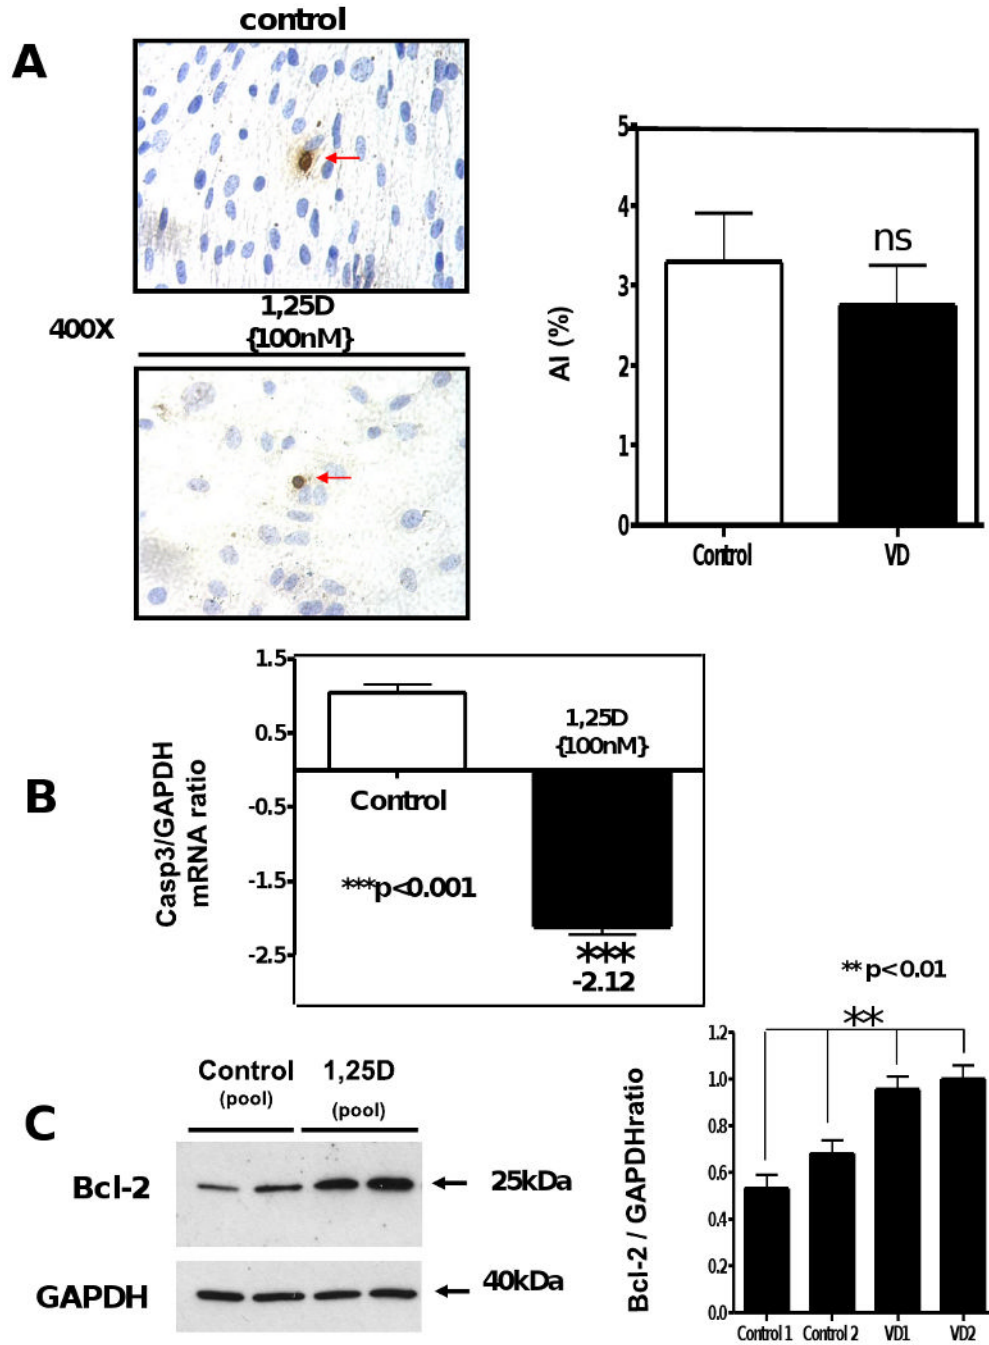 A
control
400X
1,25D
{100nM}
5
4
3
2
1
0
AI (%)
ns
Control
VD
B
Casp3/GAPDH
mRNA ratio
1.5
0.5
-0.5
-1.5
-2.5
Control
1,25D
{100nM}
***p<0.001
***
-2.12
C
Control
(pool)
1,25D
(pool)
Bcl-2
25kDa
GAPDH
40kDa
**p<0.01
**
Bcl-2 / GAPDHratio
1.2
1.0
0.8
0.6
0.4
0.2
0.0
Control 1
Control 2
VD1
VD2